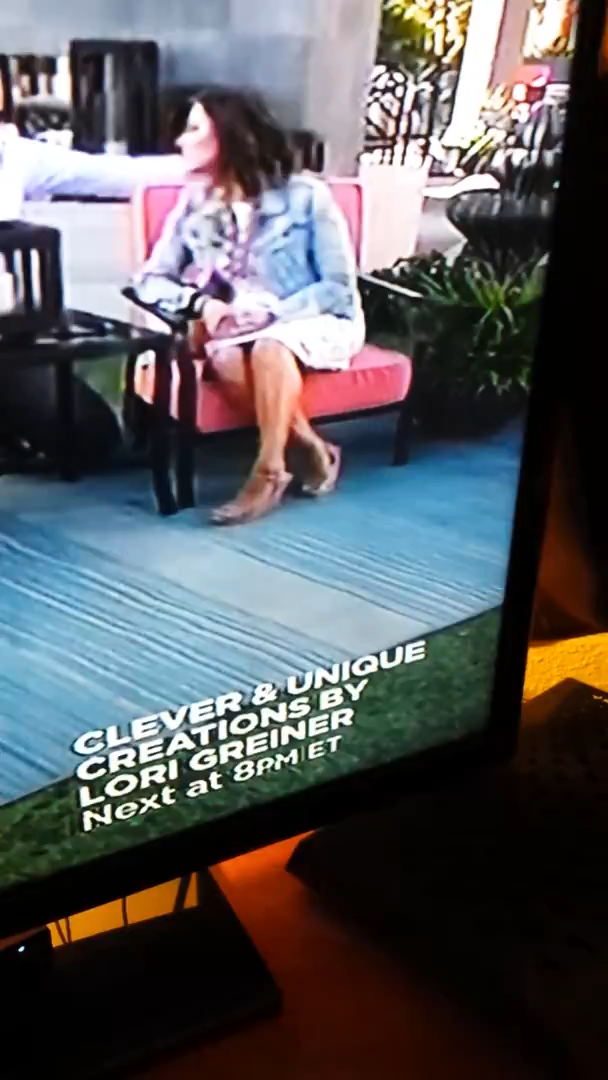 CLEVER & UNIQUE
CREATIONS BY
LORI GREINER
Next at 8PM ET